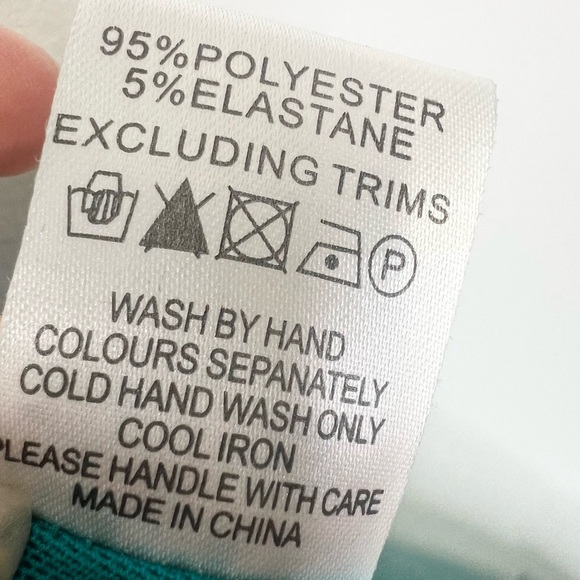 95%POLYESTER
5%ELASTANE
EXCLUDING TRIMS
P
WASH BY HAND
COLOURS SEPANATELY
COLD HAND WASH ONLY
COOL IRON
PLEASE HANDLE WITH CARE
MADE IN CHINA